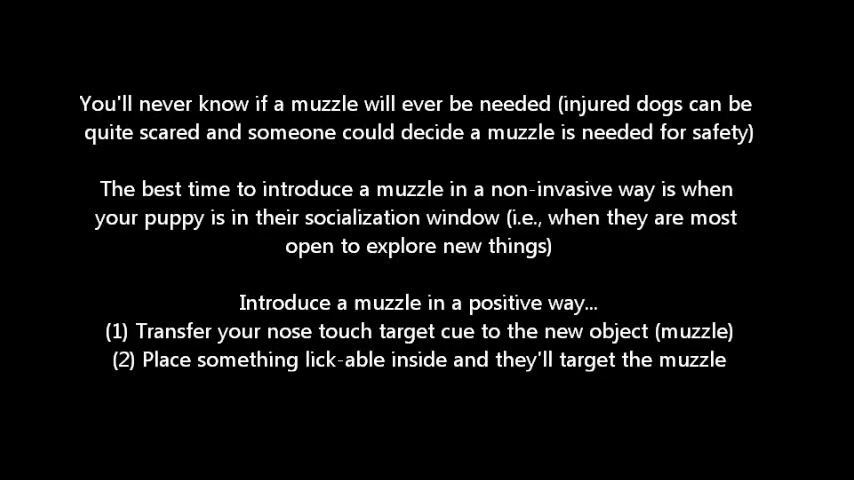 You'll never know if a muzzle will ever be needed (injured dogs can be
quite scared and someone could decide a muzzle is needed for safety)
The best time to introduce a muzzle in a non-invasive way is when
your puppy is in their socialization window (i.e., when they are most
open to explore new things)
Introduce a muzzle in a positive way...
(1) Transfer your nose touch target cue to the new object (muzzle)
(2) Place something lick-able inside and they'll target the muzzle